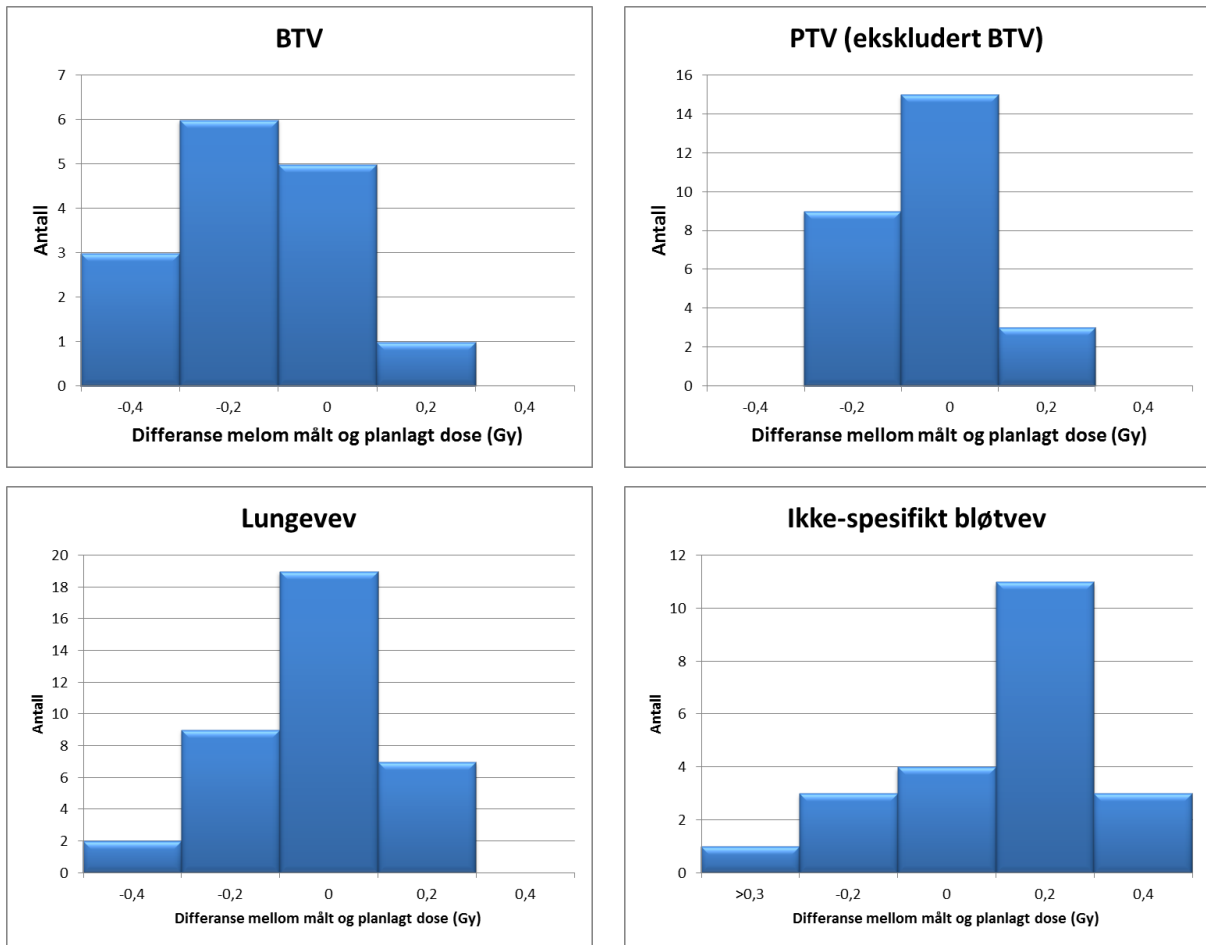 BTV
7
6
5
4
3
2
1
0
Antall
-0,4 -0,2 0 0,2 0,4
Differanse melom målt og planlagt dose (Gy)
PTV (ekskludert BTV)
16
14
12
10
8
6
4
2
0
Antall
-0,4 -0,2 0 0,2 0,4
Differanse mellom målt og planlagt dose (Gy)
Lungevev
20
18
16
14
12
10
8
6
4
2
0
Antall
-0,4 -0,2 0 0,2 0,4
Differanse mellom målt og planlagt dose (Gy)
Ikke-spesifikt bløtvev
12
10
8
6
4
2
0
Antall
>0,3 -0,2 0 0,2 0,4
Differanse mellom målt og planlagt dose (Gy)